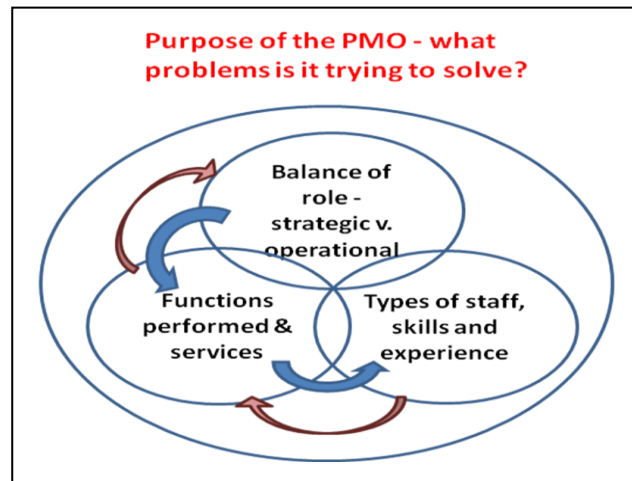 Purpose of the PMO - what
problems is it trying to solve?
Balance of
role -
strategic v.
operational
Functions
performed &
services
Types of staff,
skills and
experience